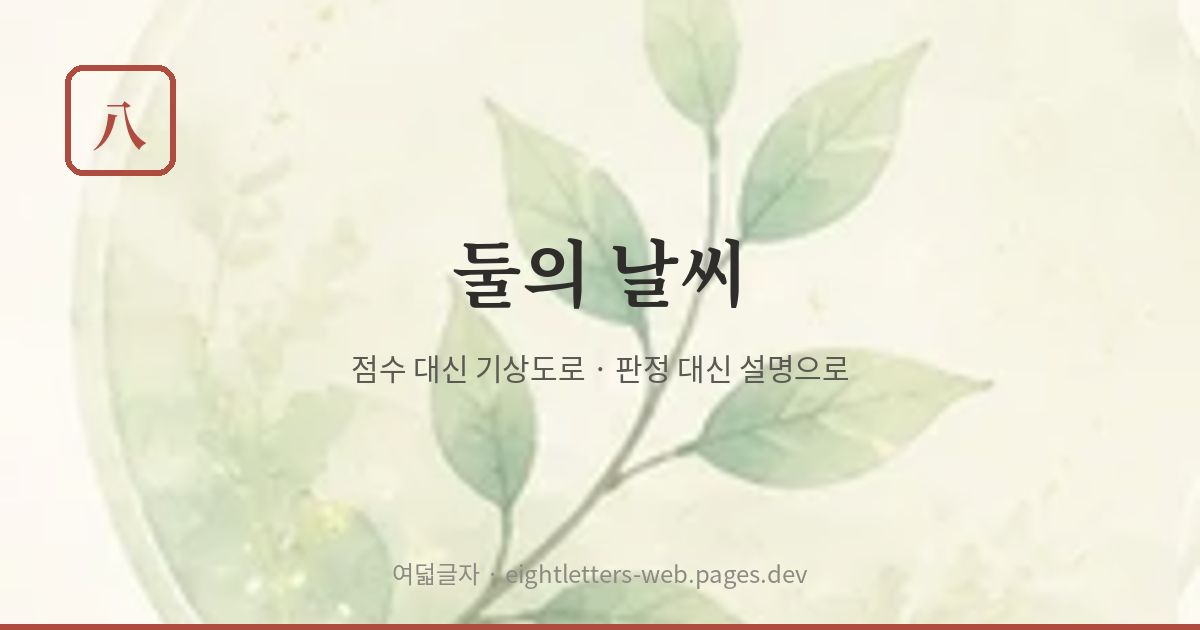 八
둘의 날씨
점수 대신 기상도로 · 판정 대신 설명으로
여덟글자 · eightletters-web.pages.dev